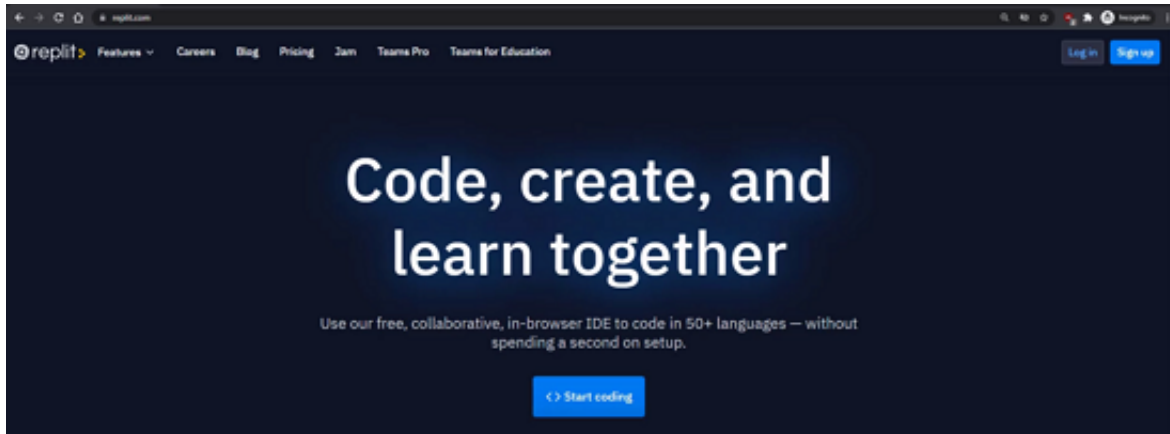 replit.com
Incognito
replit
Features
Careers
Blog
Pricing
Jam
Teams Pro
Teams for Education
Log in
Sign up
Code, create, and
learn together
Use our free, collaborative, in-browser IDE to code in 50+ languages — without
spending a second on setup.
<> Start coding